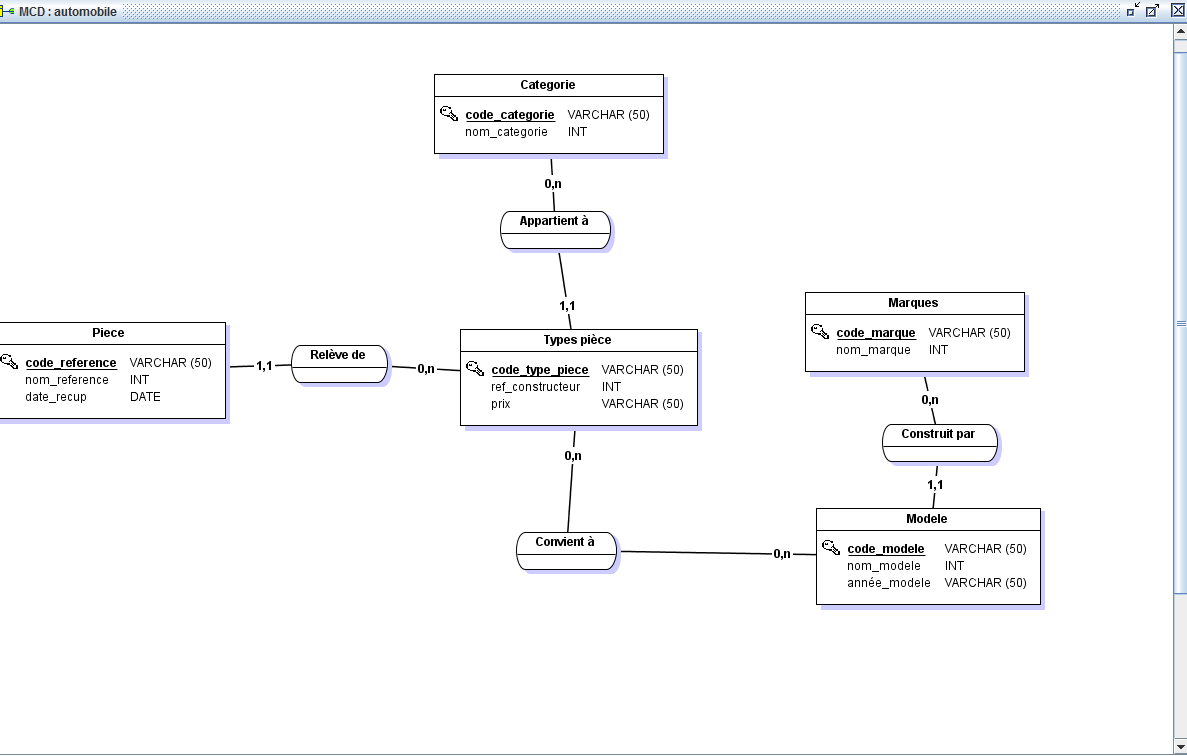 MCD : automobile
Categorie
code_categorie VARCHAR (50)
nom_categorie INT
0,n
Appartient à
1,1
Piece
code_reference VARCHAR (50)
nom_reference INT
date_recup DATE
1,1
Relève de
0,n
Types pièce
code_type_piece VARCHAR (50)
ref_constructeur INT
prix VARCHAR (50)
Marques
code_marque VARCHAR (50)
nom_marque INT
0,n
Construit par
1,1
0,n
Convient à
0,n
Modele
code_modele VARCHAR (50)
nom_modele INT
année_modele VARCHAR (50)